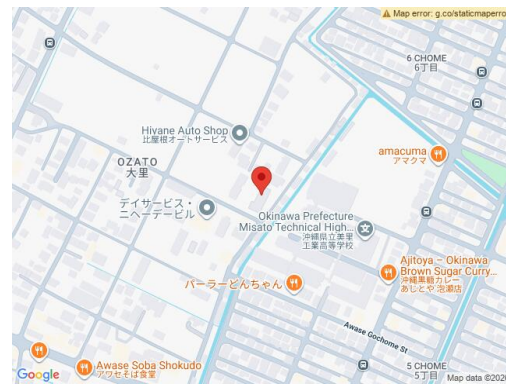 Map error: g.co/staticmaperro
6 CHOME
6丁目
Hiyane Auto Shop
比屋根オートサービス
amacuma
アマクマ
OZATO
大里
デイサービス・
ニヘーデービル
Okinawa Prefecture
Misato Technical High...
沖縄県立美里
工業高等学校
Ajitoya – Okinawa
Brown Sugar Curry...
沖縄黒糖カレー
あじとや 泡瀬店
パーラーどんちゃん
Awase Gochome St
Awase Soba Shokudo
アワセそば食堂
5 CHOME
5丁目
Google
Map data ©2026